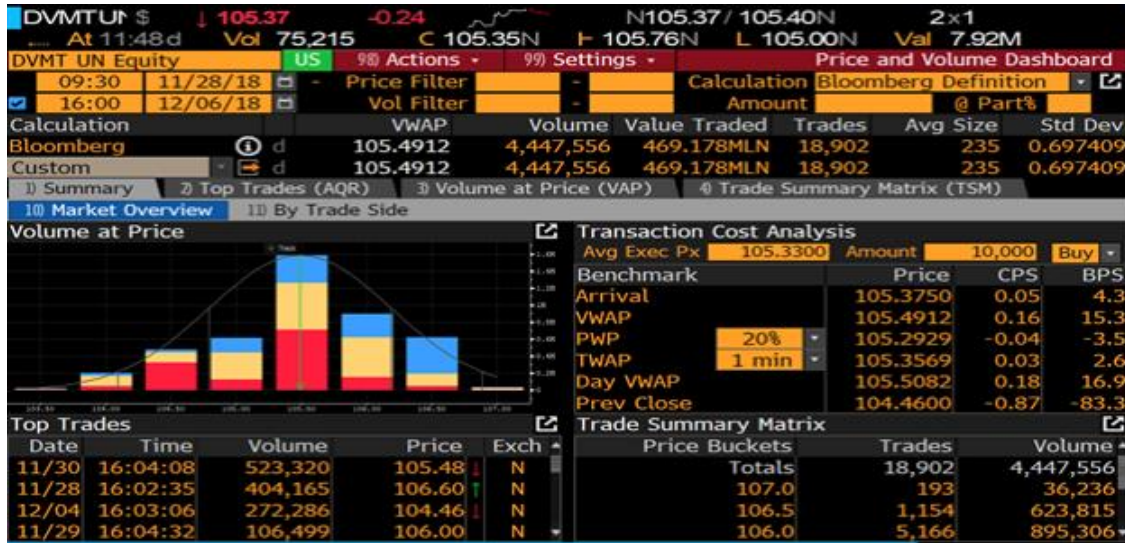 DVMTUN $ ↓ 105.37 -0.24 N105.37 / 105.40N 2×1
At 11:48 d Vol 75,215 C 105.35N H 105.76N L 105.00N Val 7.92M
DVMT UN Equity US 98) Actions 99) Settings Price and Volume Dashboard
09:30 11/28/18 - Price Filter - Calculation Bloomberg Definition
16:00 12/06/18 Vol Filter - Amount @ Part%
Calculation VWAP Volume Value Traded Trades Avg Size Std Dev
Bloomberg d 105.4912 4,447,556 469.178MLN 18,902 235 0.697409
Custom d 105.4912 4,447,556 469.178MLN 18,902 235 0.697409
1) Summary 2) Top Trades (AQR) 3) Volume at Price (VAP) 4) Trade Summary Matrix (TSM)
10) Market Overview 11) By Trade Side
Volume at Price
Transaction Cost Analysis
Avg Exec Px 105.3300 Amount 10,000 Buy
Benchmark Price CPS BPS
Arrival 105.3750 0.05 4.3
VWAP 105.4912 0.16 15.3
PWP 20% 105.2929 -0.04 -3.5
TWAP 1 min 105.3569 0.03 2.6
Day VWAP 105.5082 0.18 16.9
Prev Close 104.4600 -0.87 -83.3
Top Trades
Date Time Volume Price Exch
11/30 16:04:08 523,320 105.48 ↓ N
11/28 16:02:35 404,165 106.60 ↑ N
12/04 16:03:06 272,286 104.46 ↓ N
11/29 16:04:32 106,499 106.00 N
Trade Summary Matrix
Price Buckets Trades Volume
Totals 18,902 4,447,556
107.0 193 36,236
106.5 1,154 623,815
106.0 5,166 895,306